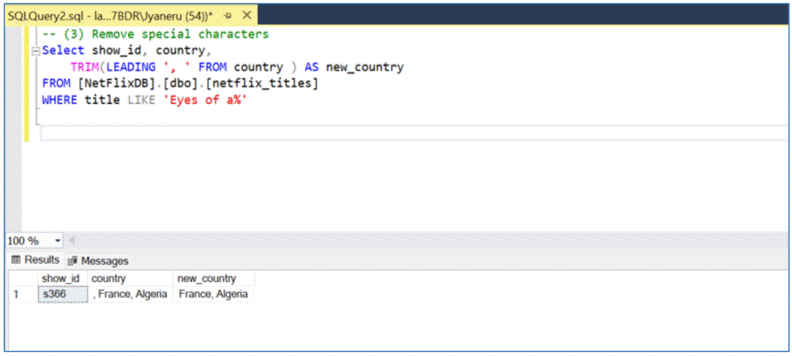 SQLQuery2.sql - la...7BDR\Jyaneru (54))*
-- (3) Remove special characters
Select show_id, country,
TRIM(LEADING ', ' FROM country ) AS new_country
FROM [NetFlixDB].[dbo].[netflix_titles]
WHERE title LIKE 'Eyes of a%'
100 %
Results Messages
show_id country new_country
1 s366 , France, Algeria France, Algeria